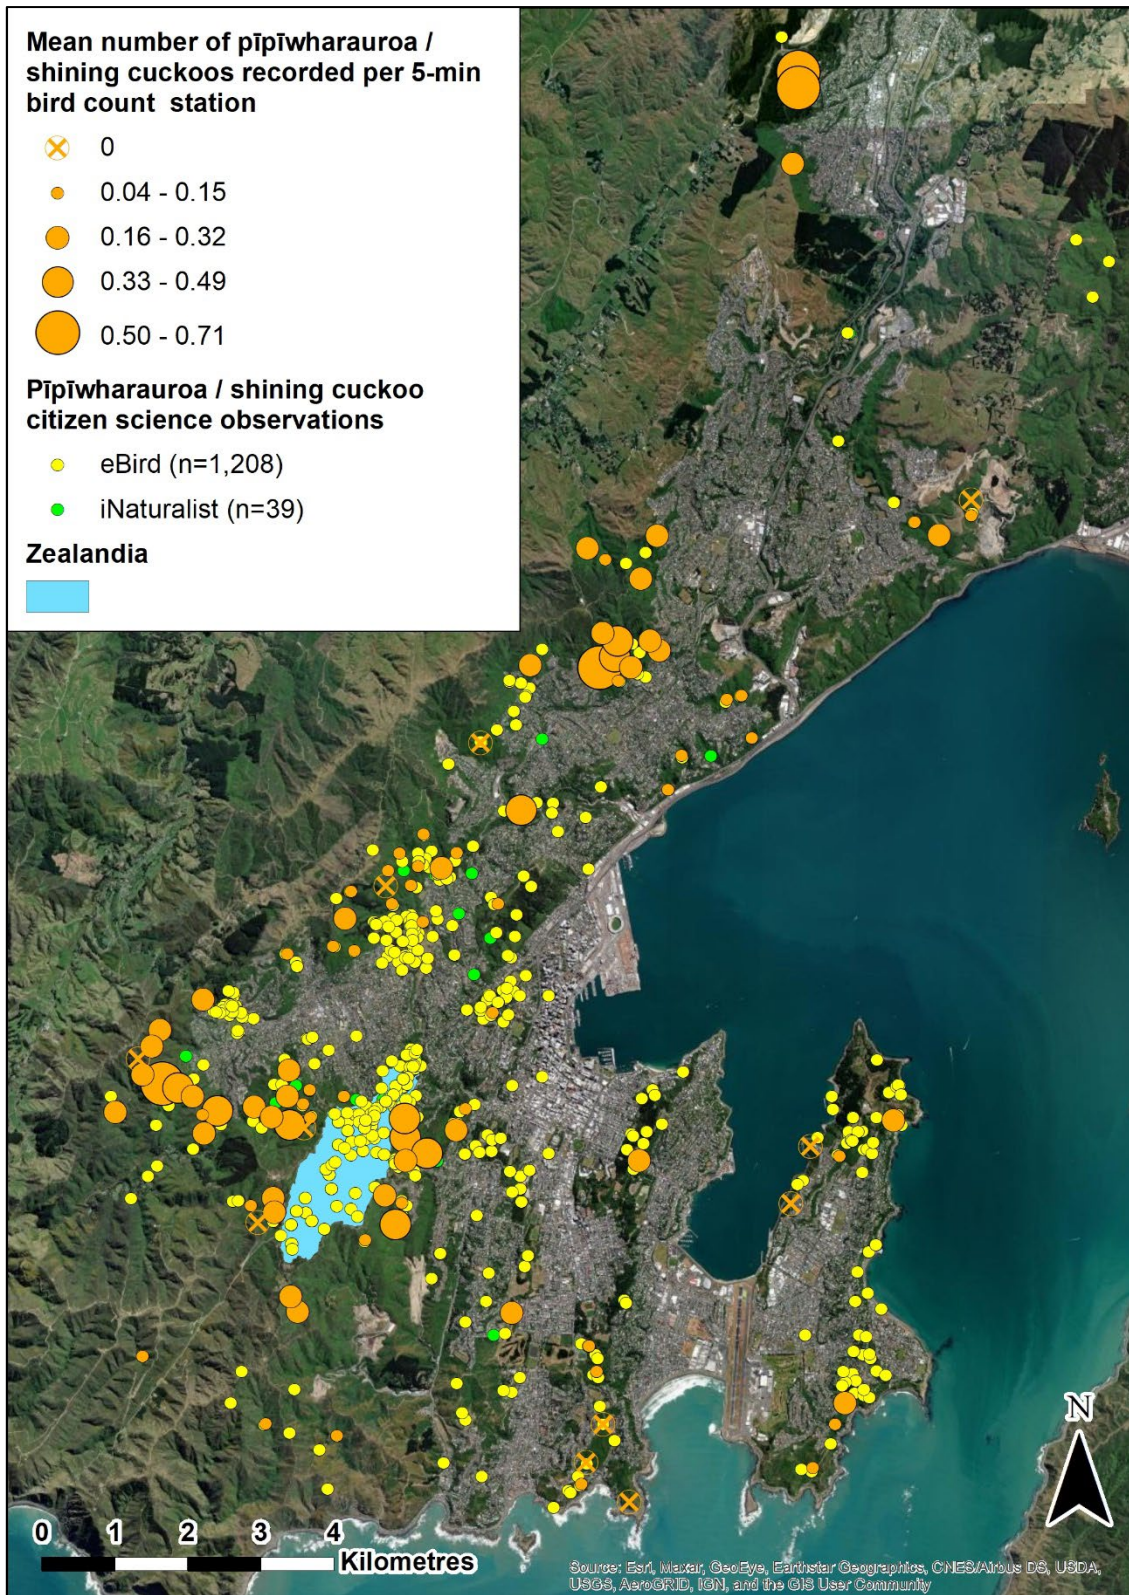 Mean number of pīpīwharauroa /
shining cuckoos recorded per 5-min
bird count station
0
0.04 - 0.15
0.16 - 0.32
0.33 - 0.49
0.50 - 0.71
Pīpīwharauroa / shining cuckoo
citizen science observations
eBird (n=1,208)
iNaturalist (n=39)
Zealandia
N
0 1 2 3 4
Kilometres
Source: Esri, Maxar, GeoEye, Earthstar Geographics, CNES/Airbus DS, USDA,
USGS, AeroGRID, IGN, and the GIS User Community